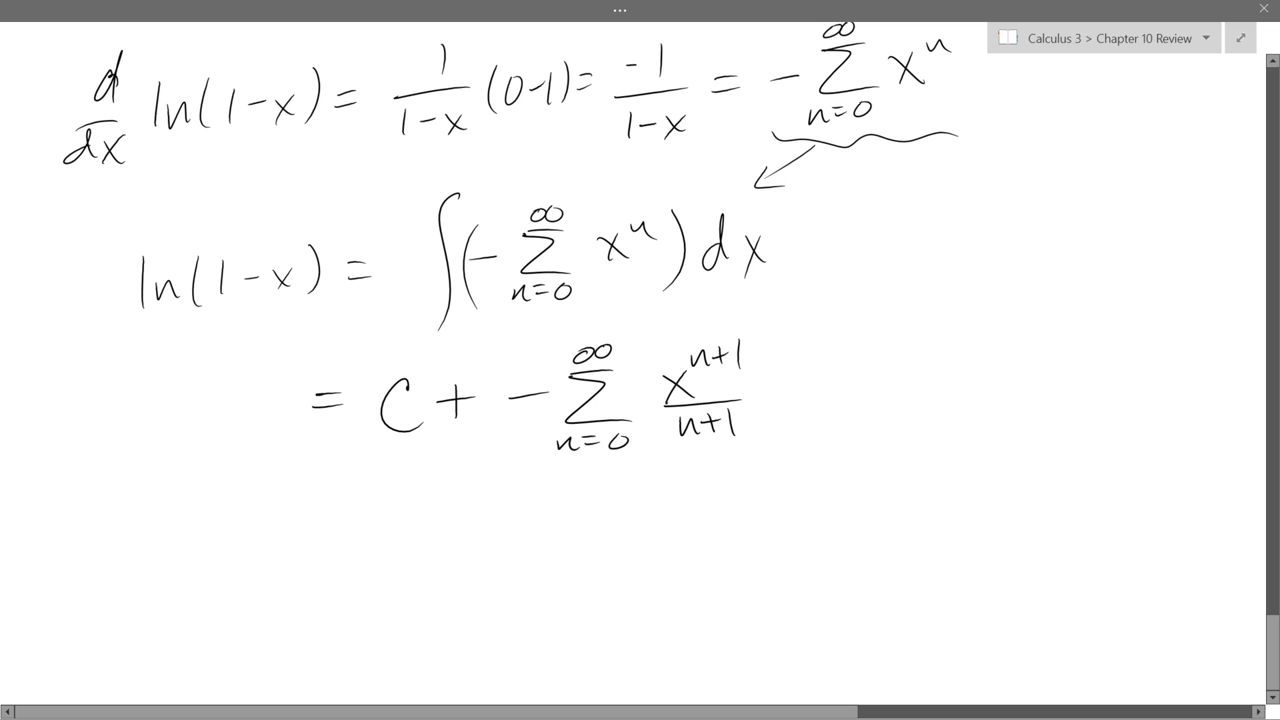 ...
Calculus 3 > Chapter 10 Review
d/dx ln(1-x) = 1/(1-x) (0-1) = -1/(1-x) = - ∑_{n=0}^{∞} x^n
ln(1-x) = ∫(- ∑_{n=0}^{∞} x^n) dx
= C + - ∑_{n=0}^{∞} x^{n+1}/(n+1)